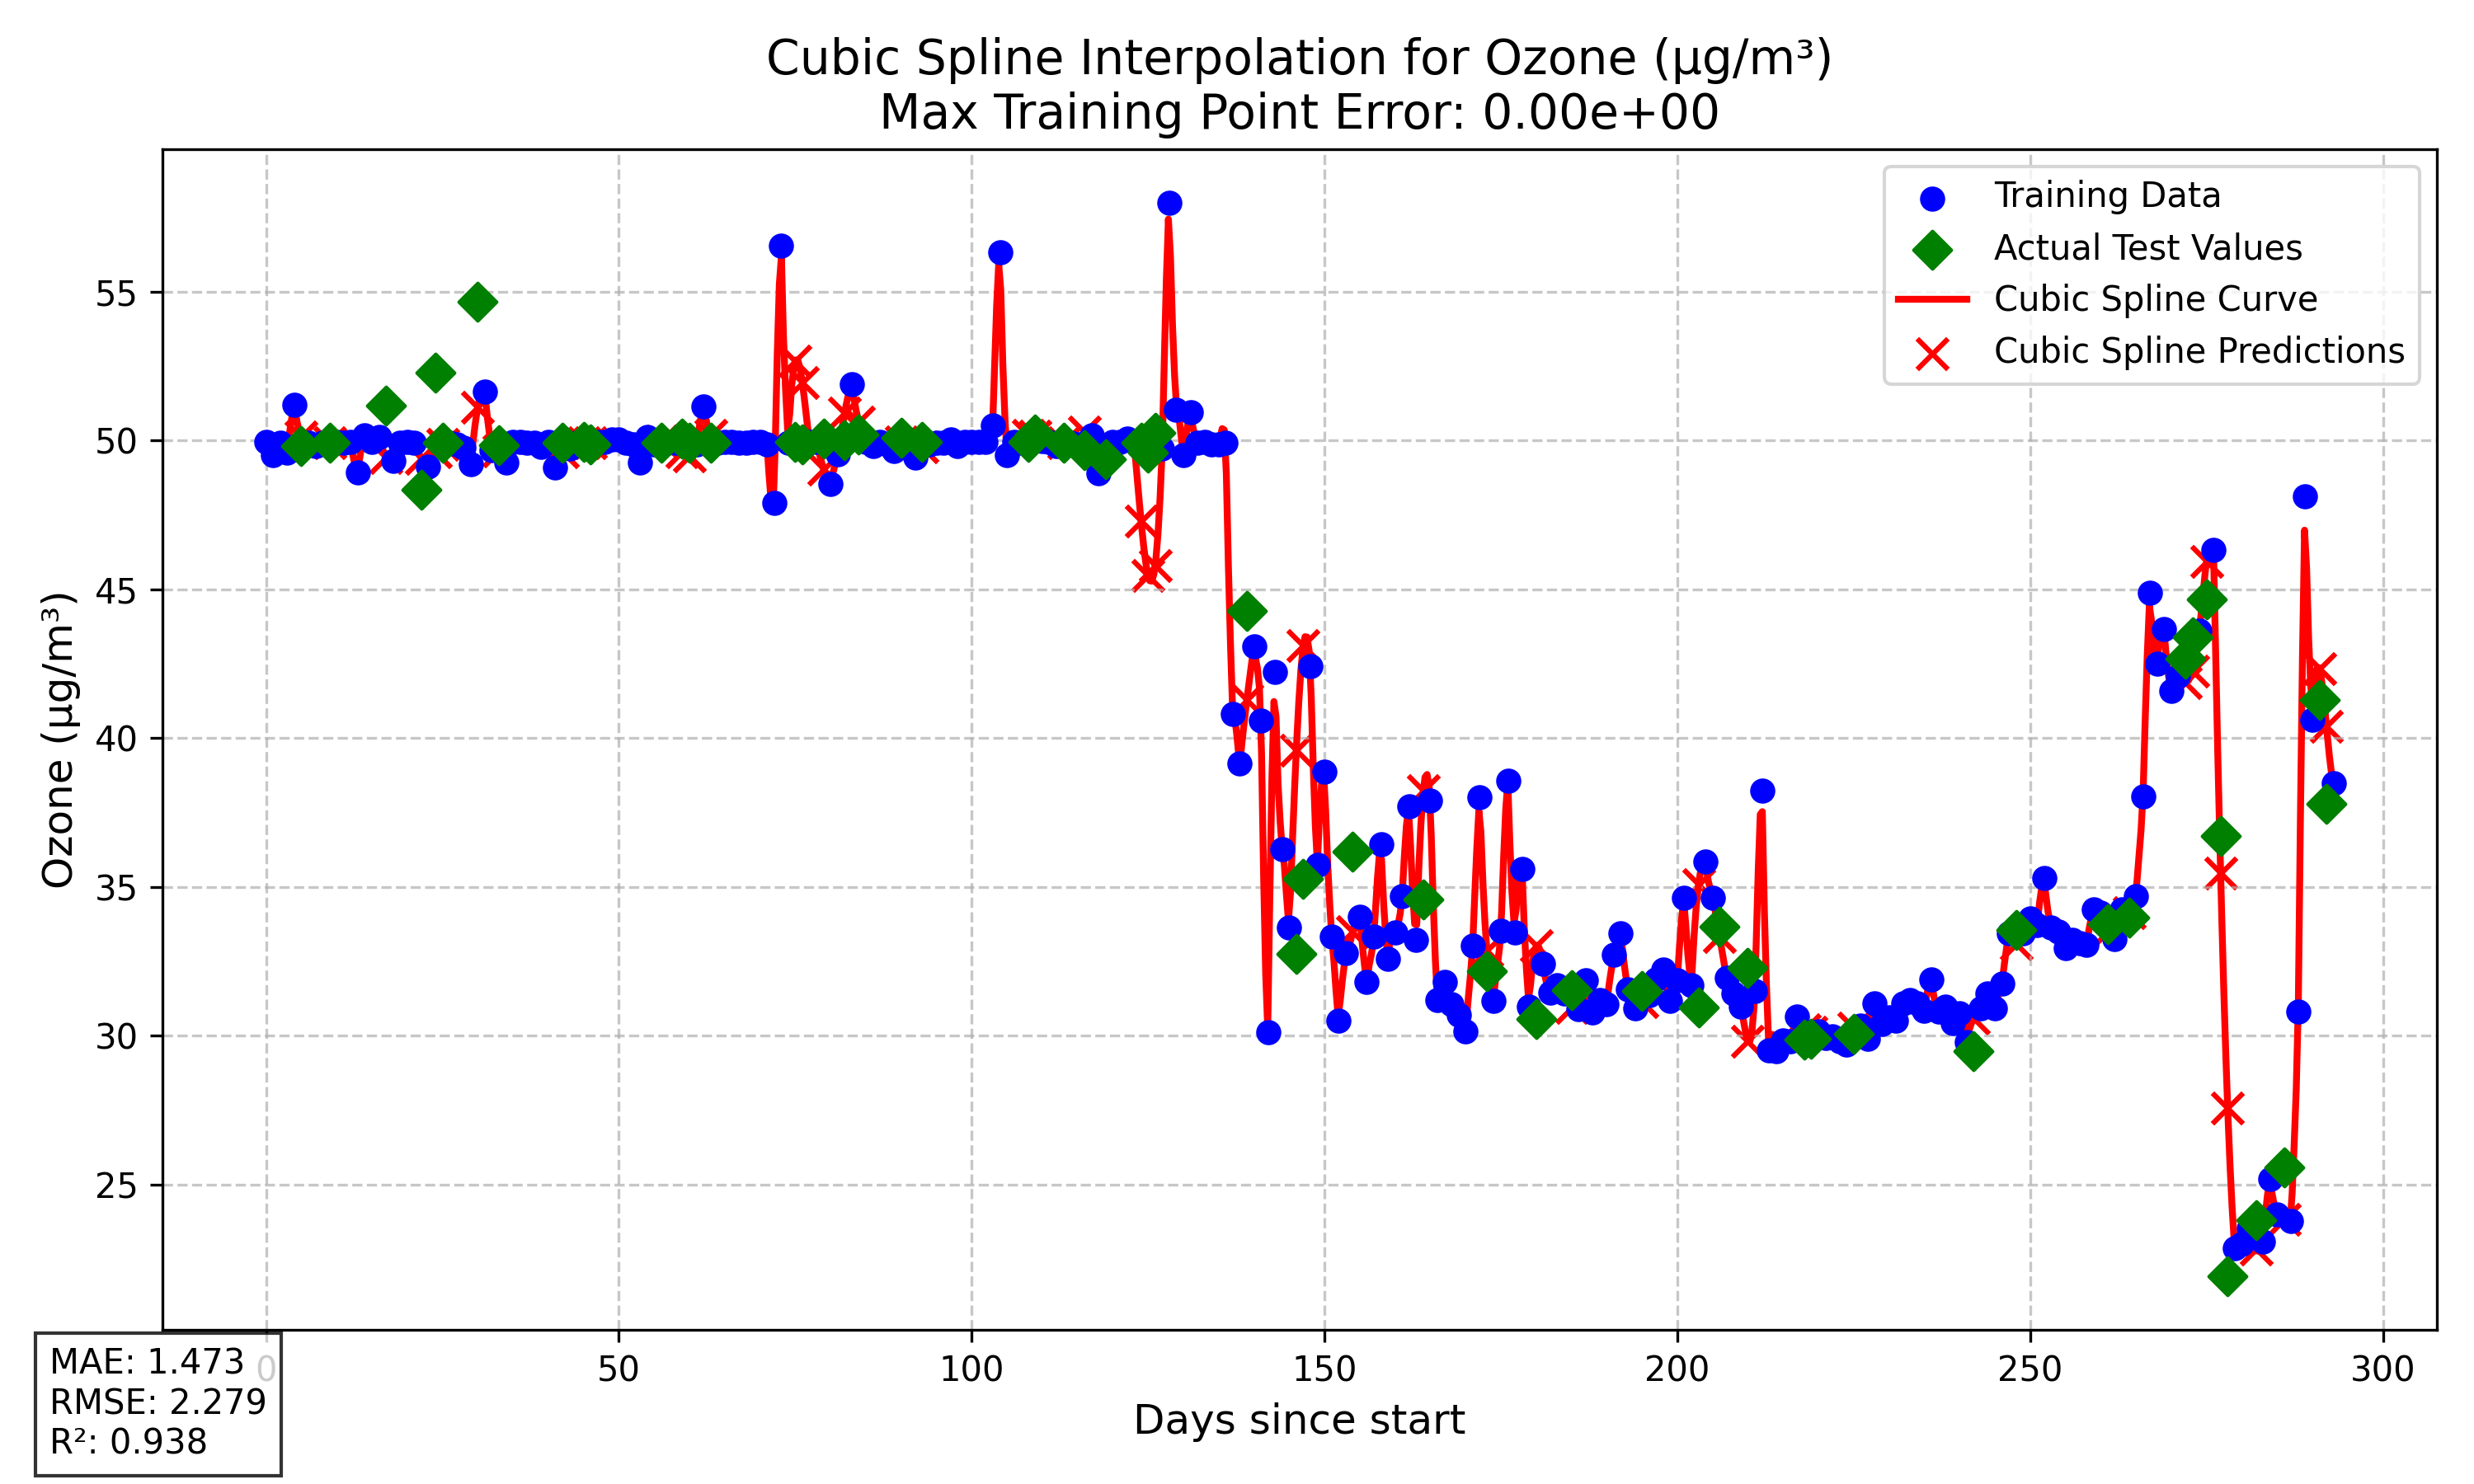 Cubic Spline Interpolation for Ozone (µg/m³)
Max Training Point Error: 0.00e+00
Training Data
Actual Test Values
Cubic Spline Curve
Cubic Spline Predictions
55
50
45
40
35
30
25
Ozone (µg/m³)
0
50
100
150
200
250
300
Days since start
MAE: 1.473
RMSE: 2.279
R²: 0.938